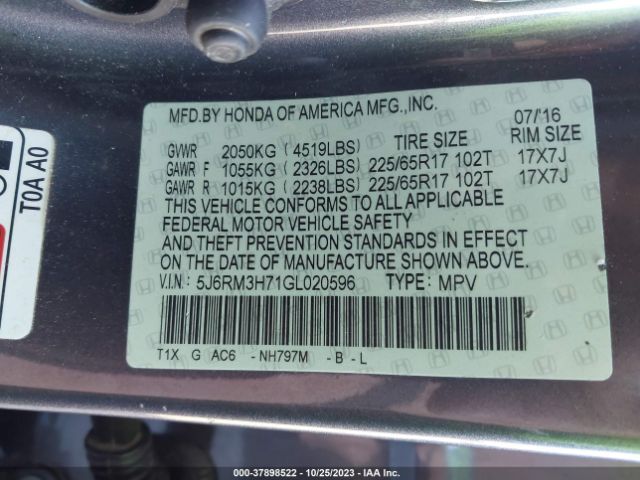 MFD.BY HONDA OF AMERICA MFG.,INC. 07/'16
GVWR 2050KG (4519LBS) TIRE SIZE RIM SIZE
GAWR F 1055KG (2326LBS) 225/65R17 102T 17X7J
GAWR R 1015KG (2238LBS) 225/65R17 102T 17X7J
THIS VEHICLE CONFORMS TO ALL APPLICABLE
FEDERAL MOTOR VEHICLE SAFETY
AND THEFT PREVENTION STANDARDS IN EFFECT
ON THE DATE OF MANUFACTURE SHOWN ABOVE.
V.I.N: 5J6RM3H71GL020596 TYPE: MPV
T1X G AC6 - NH797M - B - L
T0A A0
000-37898522 - 10/25/2023 - IAA Inc.